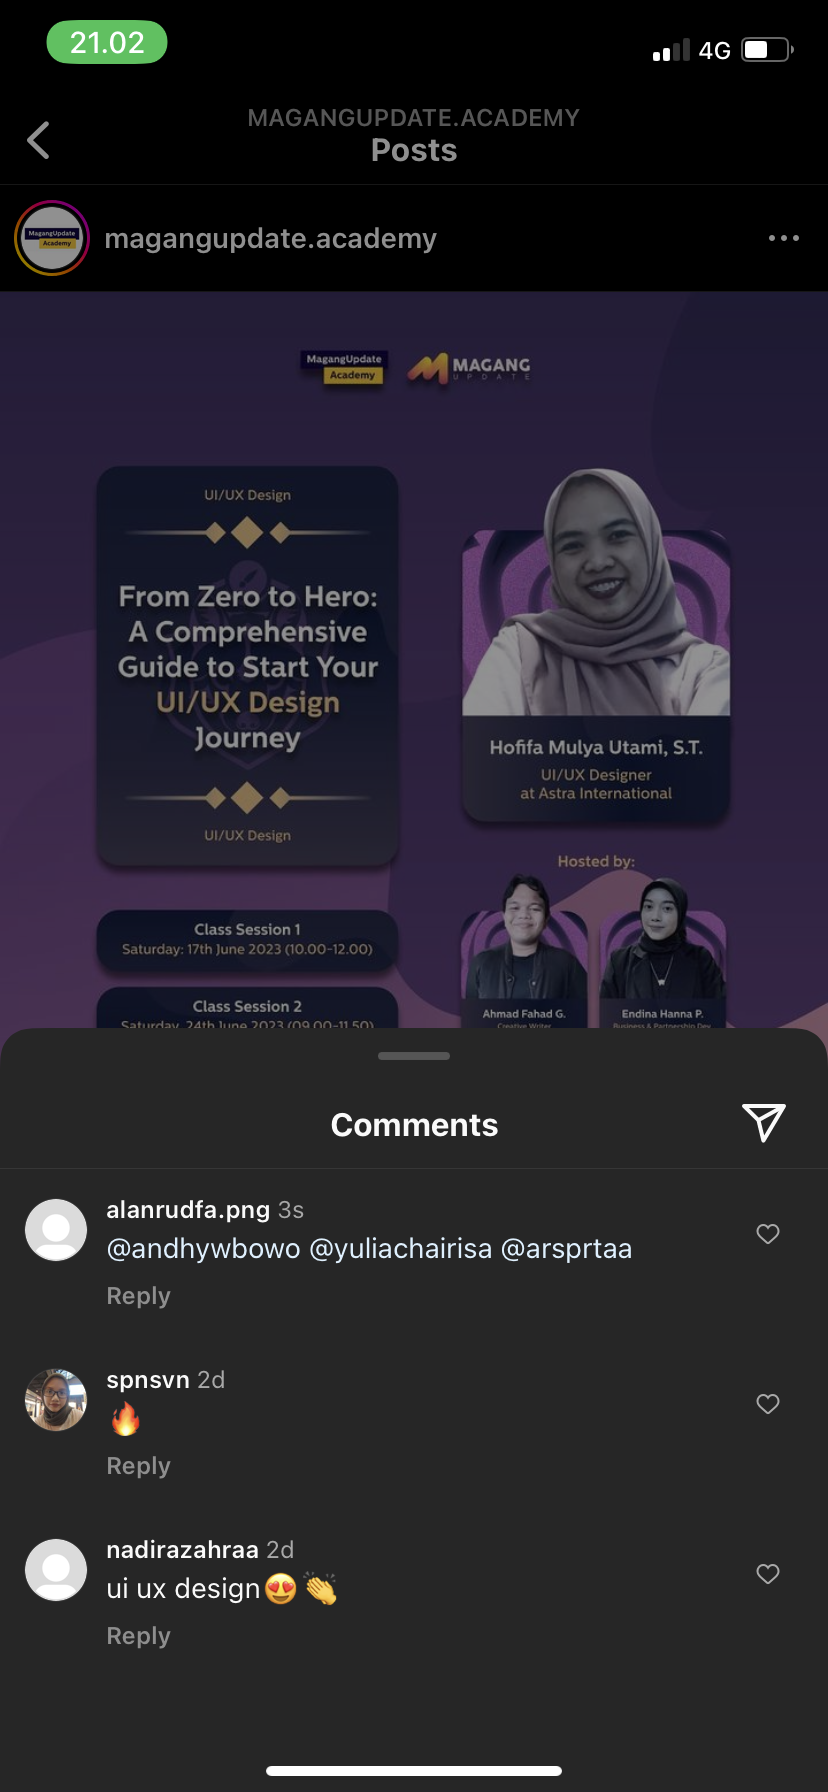 21.02
4G
MAGANGUPDATE.ACADEMY
Posts
MagangUpdate
Academy
magangupdate.academy
MagangUpdate
Academy
MAGANG
UPDATE
UI/UX Design
From Zero to Hero:
A Comprehensive
Guide to Start Your
UI/UX Design
Journey
UI/UX Design
Hofifa Mulya Utami, S.T.
UI/UX Designer
at Astra International
Hosted by:
Class Session 1
Saturday: 17th June 2023 (10.00-12.00)
Class Session 2
Saturday, 24th June 2023 (09.00-11.50)
Ahmad Fahad G.
Creative Writer
Endina Hanna P.
Business & Partnership Dev
Comments
alanrudfa.png 3s
@andhywbowo @yuliachairisa @arsprtaa
Reply
spnsvn 2d
🔥
Reply
nadirazahraa 2d
ui ux design😍👏
Reply